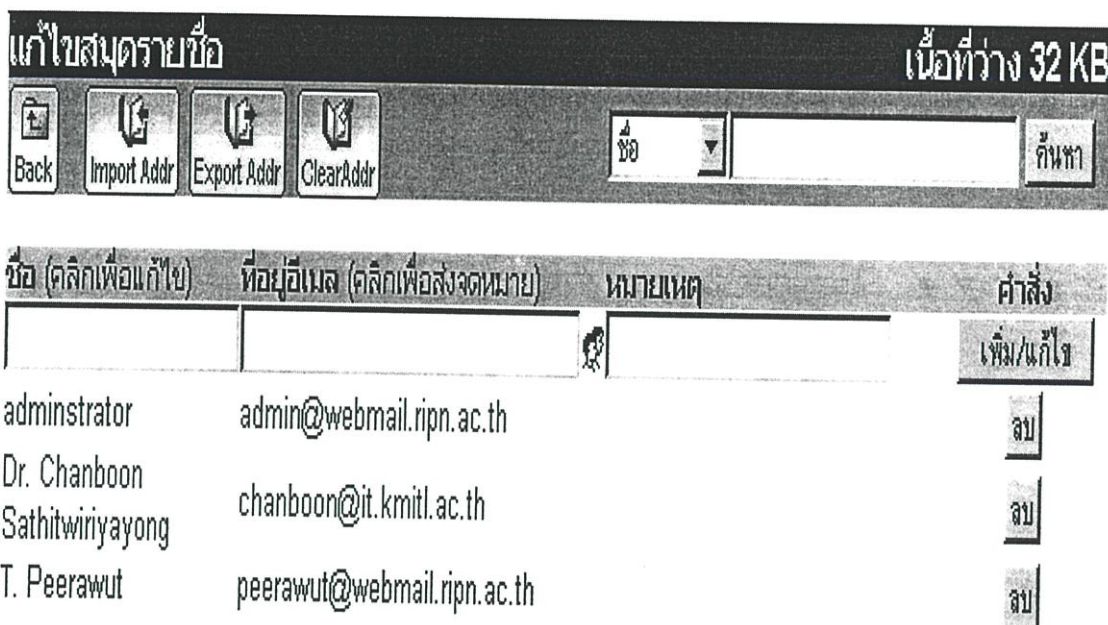 แก้ไขสมุดรายชื่อ เนื้อที่ว่าง 32 KB
Back Import Addr Export Addr ClearAddr ชื่อ ค้นหา
ชื่อ (คลิกเพื่อแก้ไข) ที่อยู่อีเมล (คลิกเพื่อส่งจดหมาย) หมายเหตุ คำสั่ง
เพิ่ม/แก้ไข
adminstrator admin@webmail.ripn.ac.th ลบ
Dr. Chanboon
Sathitwiriyayong chanboon@it.kmitl.ac.th ลบ
T. Peerawut peerawut@webmail.ripn.ac.th ลบ